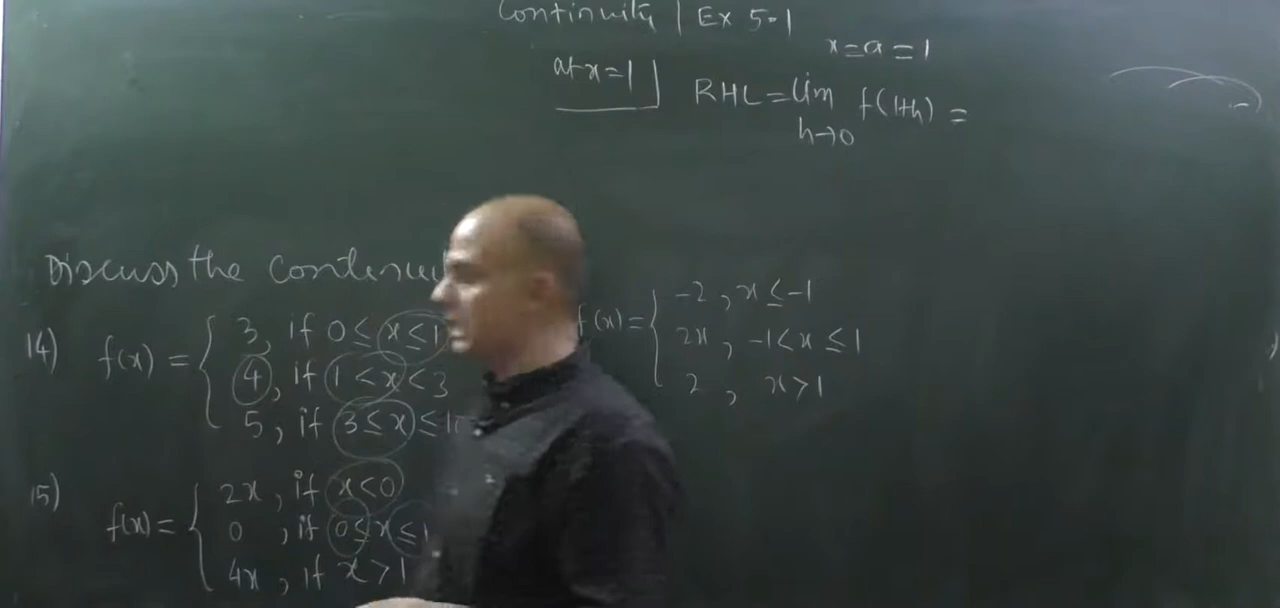 Continuity | Ex 5.1
x=a=1
at x=1 RHL = lim f(1+h) =
h→0
Discuss the
14) f(x) = { 3, if 0≤x≤1
4, if 1<x<3
5, if 3≤x≤
f(x) = { -2, x≤-1
2x, -1<x≤1
2, x>1
15) f(x) = { 2x, if x<0
0, if 0≤x≤1
4x, if x>1